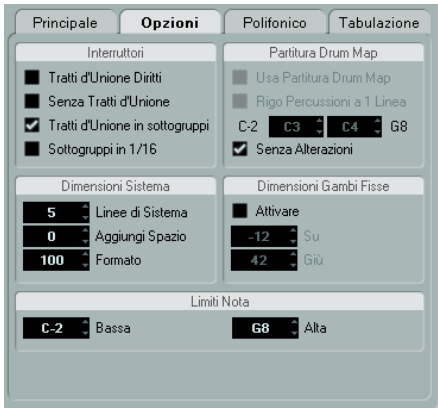 Principale Opzioni Polifonico Tabulazione
Interruttori
Tratti d'Unione Diritti
Senza Tratti d'Unione
Tratti d'Unione in sottogruppi
Sottogruppi in 1/16
Partitura Drum Map
Usa Partitura Drum Map
Rigo Percussioni a 1 Linea
C-2 C3 C4 G8
Senza Alterazioni
Dimensioni Sistema
5 Linee di Sistema
0 Aggiungi Spazio
100 Formato
Dimensioni Gambi Fisse
Attivare
-12 Su
42 Giù
Limiti Nota
C-2 Bassa G8 Alta